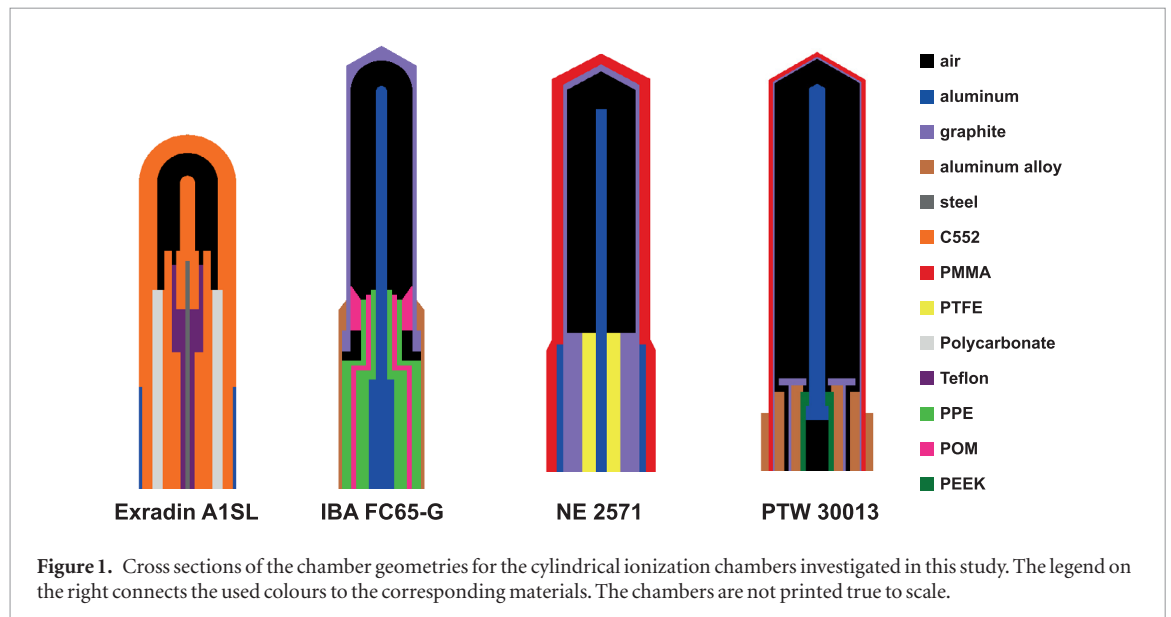 air
aluminum
graphite
aluminum alloy
steel
C552
PMMA
PTFE
Polycarbonate
Teflon
PPE
POM
PEEK
Exradin A1SL
IBA FC65-G
NE 2571
PTW 30013
Figure 1. Cross sections of the chamber geometries for the cylindrical ionization chambers investigated in this study. The legend on
the right connects the used colours to the corresponding materials. The chambers are not printed true to scale.